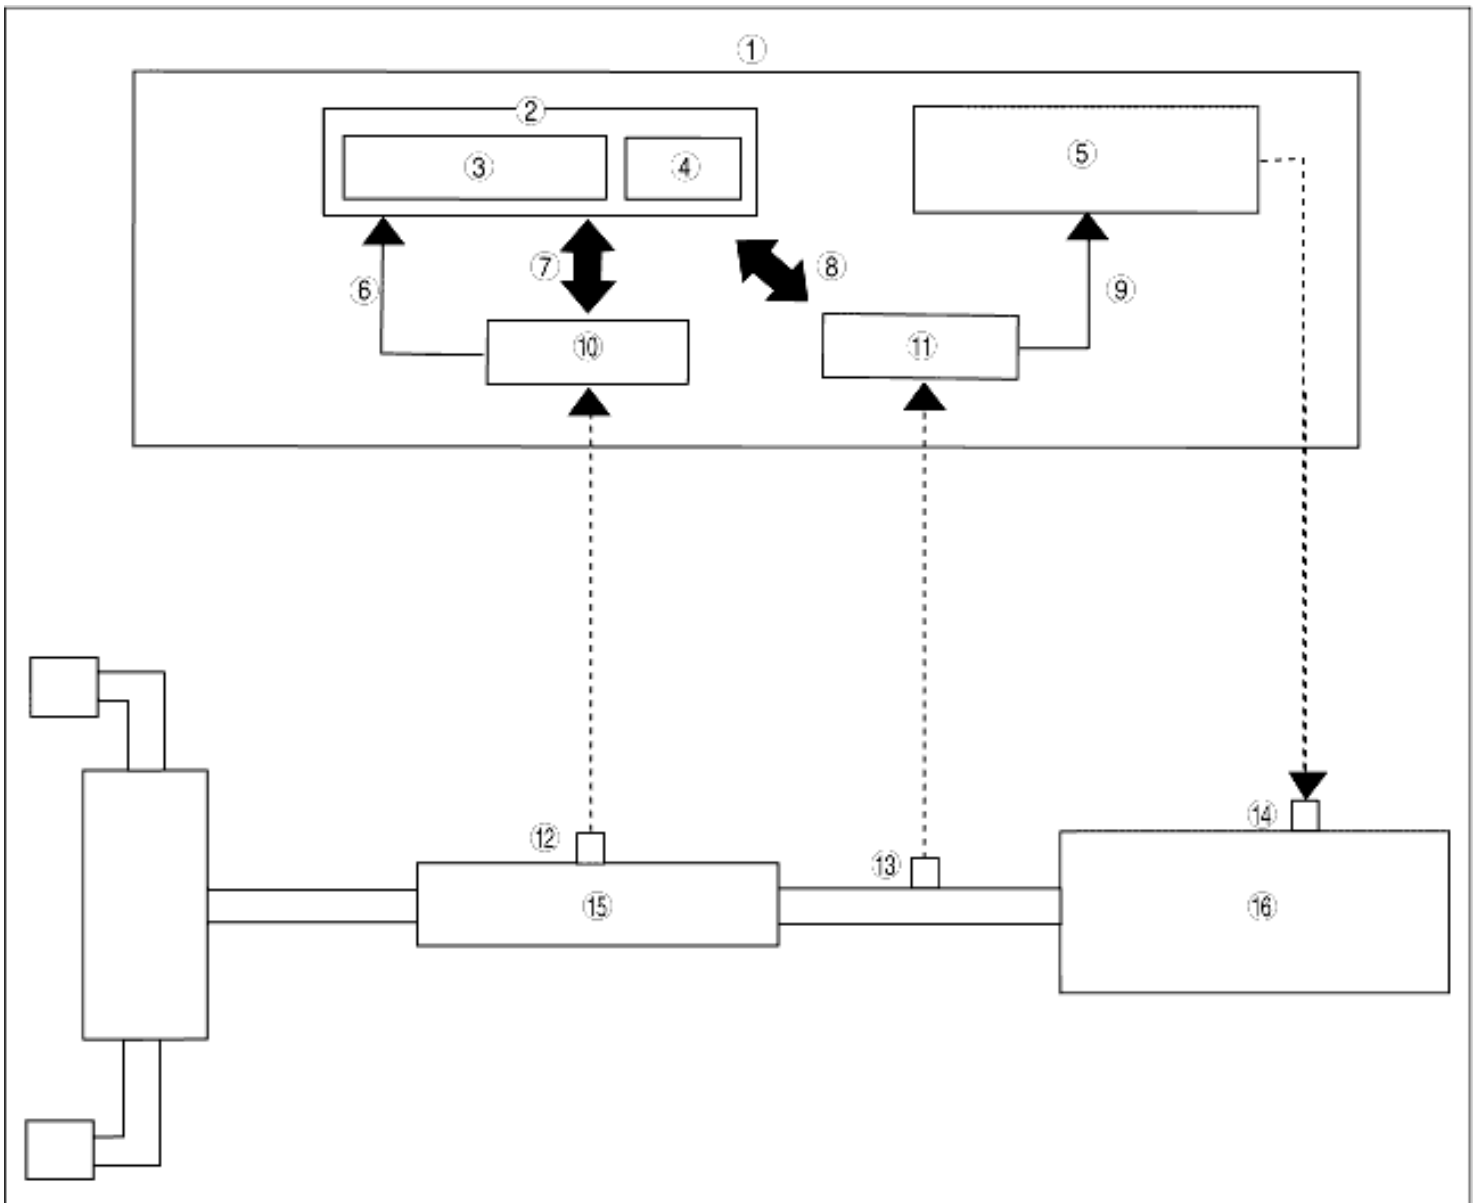 ①
②
③ ④ ⑤
⑥ ⑦ ⑧ ⑨
⑩ ⑪
⑫ ⑬ ⑭
⑮ ⑯